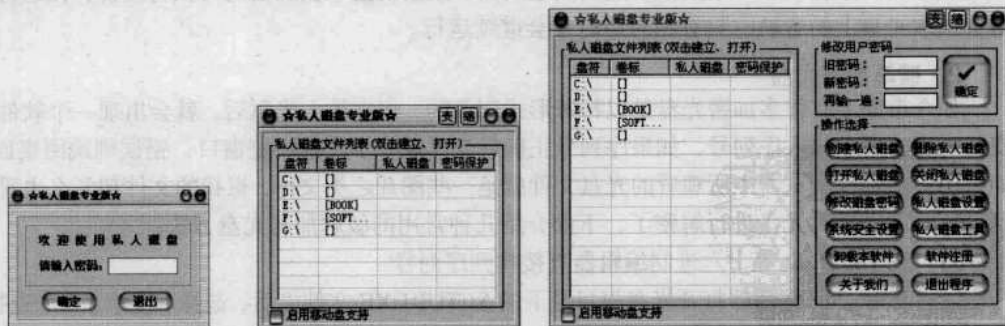 ☆私人磁盘专业版☆
欢迎使用私人磁盘
请输入密码:
确定 退出
☆私人磁盘专业版☆ 变 缩
私人磁盘文件列表(双击建立、打开)
盘符 卷标 私人磁盘 密码保护
C:\ []
D:\ []
E:\ [BOOK]
F:\ [SOFT...
G:\ []
启用移动盘支持
☆私人磁盘专业版☆ 变 缩
私人磁盘文件列表(双击建立、打开)
盘符 卷标 私人磁盘 密码保护
C:\ []
D:\ []
E:\ [BOOK]
F:\ [SOFT...
G:\ []
启用移动盘支持
修改用户密码
旧密码:
新密码:
再输一遍:
确定
操作选择
创建私人磁盘 删除私人磁盘
打开私人磁盘 关闭私人磁盘
修改磁盘密码 私人磁盘设置
系统安全设置 私人磁盘工具
卸载本软件 软件注册
关于我们 退出程序